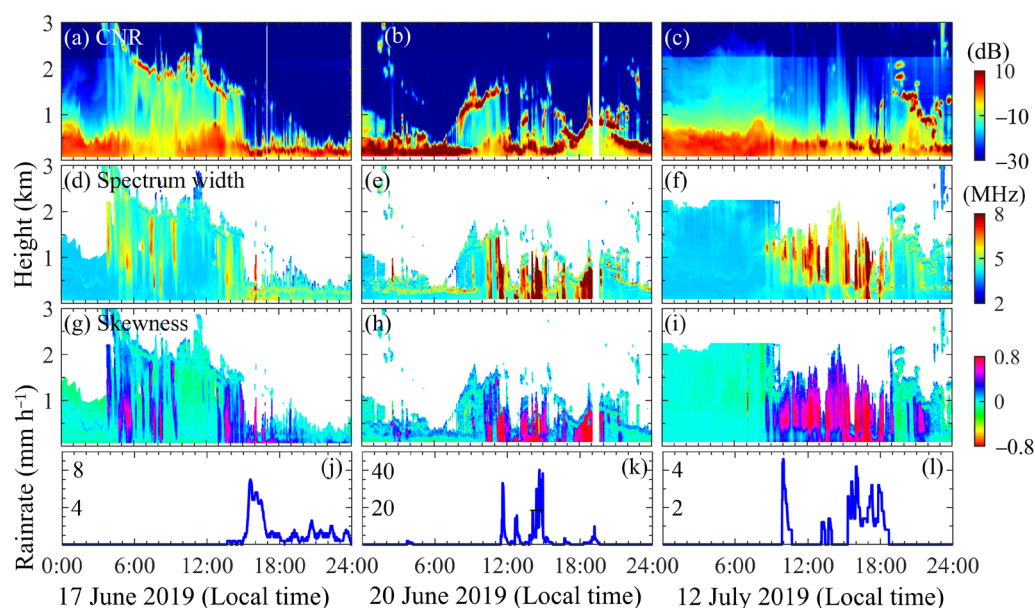 3
(a) CNR
(b)
(c)
(dB)
2
10
1
−10
−30
3
(d) Spectrum width
(e)
(f)
(MHz)
2
8
Height (km)
1
5
2
3
(g) Skewness
(h)
(i)
2
0.8
1
0
−0.8
Rainrate (mm h⁻¹)
8
(j)
40
(k)
4
(l)
4
20
2
0:00 6:00 12:00 18:00 24:00 6:00 12:00 18:00 24:00 6:00 12:00 18:00 24:00
17 June 2019 (Local time) 20 June 2019 (Local time) 12 July 2019 (Local time)